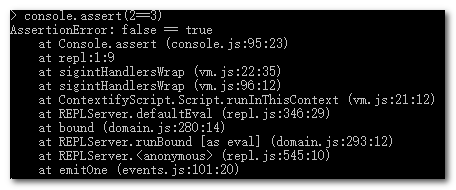 > console.assert(2==3)
AssertionError: false == true
at Console.assert (console.js:95:23)
at repl:1:9
at sigintHandlersWrap (vm.js:22:35)
at sigintHandlersWrap (vm.js:96:12)
at ContextifyScript.Script.runInThisContext (vm.js:21:12)
at REPLServer.defaultEval (repl.js:346:29)
at bound (domain.js:280:14)
at REPLServer.runBound [as eval] (domain.js:293:12)
at REPLServer.<anonymous> (repl.js:545:10)
at emitOne (events.js:101:20)